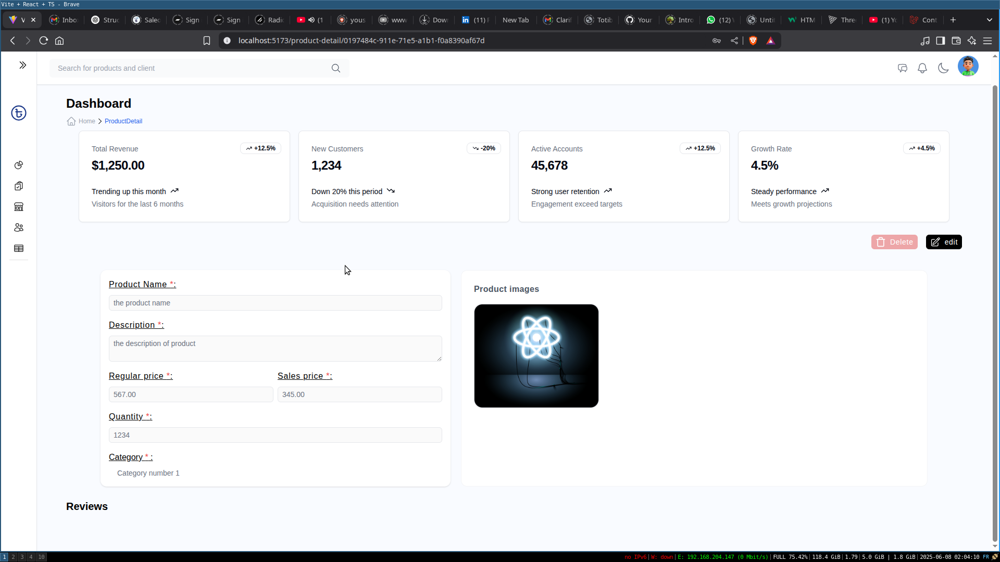 Vite + React + TS - Brave
V
Inbo
Struc
Salec
Sign
Sign
Radic
(1
yous
www
Dow
(11) F
New Tab
Clarif
Totib
Your
Intro
(12)
Unti
HTM
Thre
(1) Yo
Cont
localhost:5173/product-detail/0197484c-911e-71e5-a1b1-f0a8390af67d
Search for products and client
Dashboard
Home > ProductDetail
Total Revenue
+12.5%
$1,250.00
Trending up this month
Visitors for the last 6 months
New Customers
-20%
1,234
Down 20% this period
Acquisition needs attention
Active Accounts
+12.5%
45,678
Strong user retention
Engagement exceed targets
Growth Rate
+4.5%
4.5%
Steady performance
Meets growth projections
Delete
edit
Product Name *:
the product name
Description *:
the description of product
Regular price *:
567.00
Sales price *:
345.00
Quantity *:
1234
Category * :
Category number 1
Product images
Reviews
1 2 3 4 10
no IPv6|W: down|E: 192.168.204.147 (0 Mbit/s)|FULL 75.42%|118.4 GiB|1.79|5.0 GiB | 1.8 GiB|2025-06-08 02:04:10 FR